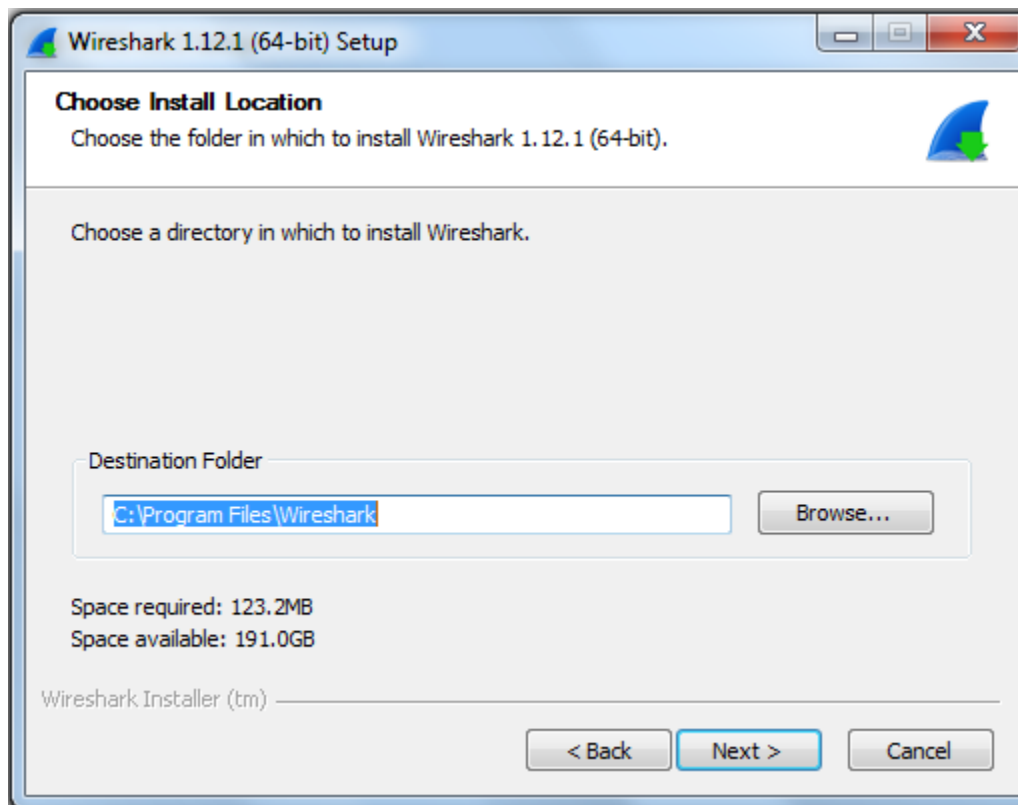 Wireshark 1.12.1 (64-bit) Setup
Choose Install Location
Choose the folder in which to install Wireshark 1.12.1 (64-bit).
Choose a directory in which to install Wireshark.
Destination Folder
C:\Program Files\Wireshark
Browse...
Space required: 123.2MB
Space available: 191.0GB
Wireshark Installer (tm)
< Back
Next >
Cancel